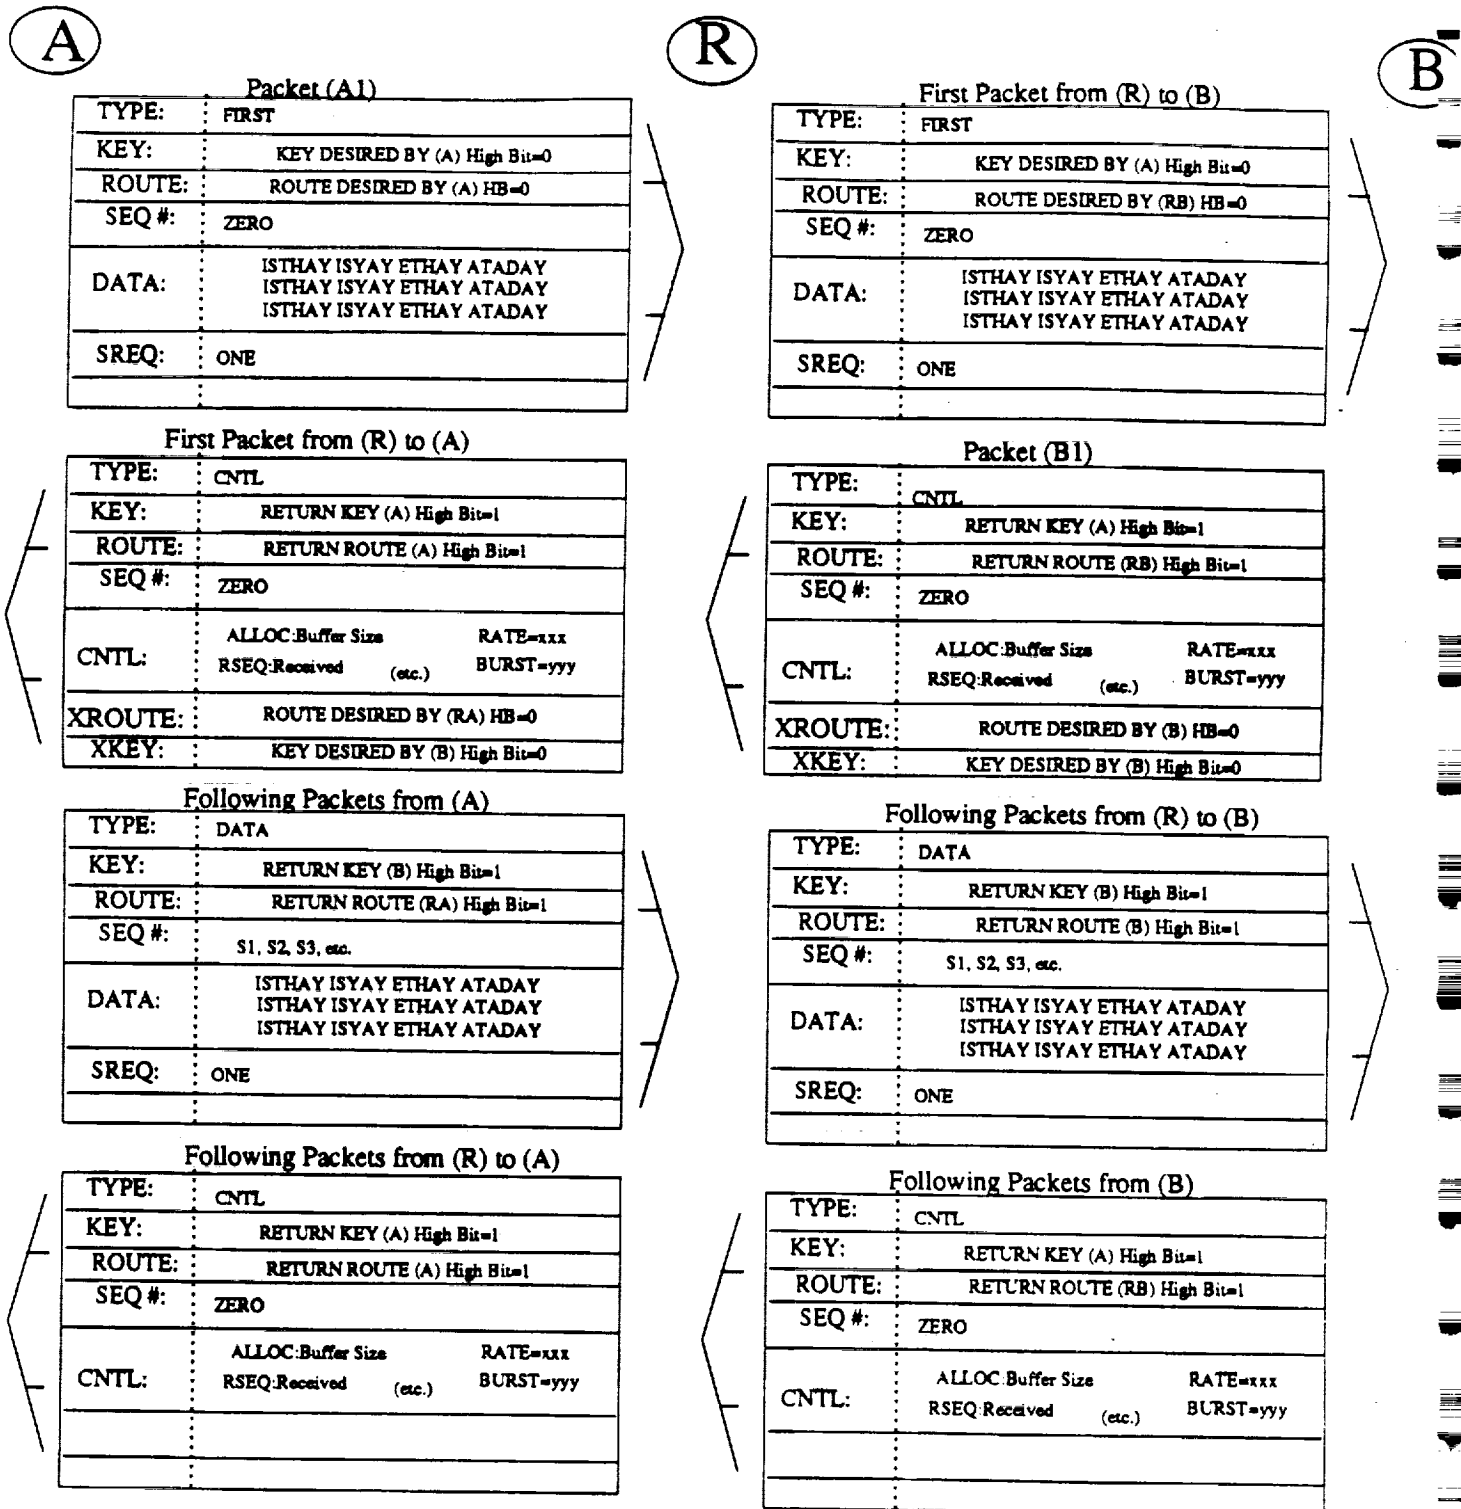 A
R
B
Packet (A1)
TYPE: FIRST
KEY: KEY DESIRED BY (A) High Bit=0
ROUTE: ROUTE DESIRED BY (A) HB=0
SEQ #: ZERO
DATA: ISTHAY ISYAY ETHAY ATADAY
ISTHAY ISYAY ETHAY ATADAY
ISTHAY ISYAY ETHAY ATADAY
SREQ: ONE
First Packet from (R) to (B)
TYPE: FIRST
KEY: KEY DESIRED BY (A) High Bit=0
ROUTE: ROUTE DESIRED BY (RB) HB=0
SEQ #: ZERO
DATA: ISTHAY ISYAY ETHAY ATADAY
ISTHAY ISYAY ETHAY ATADAY
ISTHAY ISYAY ETHAY ATADAY
SREQ: ONE
First Packet from (R) to (A)
TYPE: CNTL
KEY: RETURN KEY (A) High Bit=1
ROUTE: RETURN ROUTE (A) High Bit=1
SEQ #: ZERO
ALLOC:Buffer Size RATE=xxx
CNTL: RSEQ:Received (etc.) BURST=yyy
XROUTE: ROUTE DESIRED BY (RA) HB=0
XKEY: KEY DESIRED BY (B) High Bit=0
Packet (B1)
TYPE: CNTL
KEY: RETURN KEY (A) High Bit=1
ROUTE: RETURN ROUTE (RB) High Bit=1
SEQ #: ZERO
ALLOC:Buffer Size RATE=xxx
CNTL: RSEQ:Received (etc.) BURST=yyy
XROUTE: ROUTE DESIRED BY (B) HB=0
XKEY: KEY DESIRED BY (B) High Bit=0
Following Packets from (A)
TYPE: DATA
KEY: RETURN KEY (B) High Bit=1
ROUTE: RETURN ROUTE (RA) High Bit=1
SEQ #: S1, S2, S3, etc.
DATA: ISTHAY ISYAY ETHAY ATADAY
ISTHAY ISYAY ETHAY ATADAY
ISTHAY ISYAY ETHAY ATADAY
SREQ: ONE
Following Packets from (R) to (B)
TYPE: DATA
KEY: RETURN KEY (B) High Bit=1
ROUTE: RETURN ROUTE (B) High Bit=1
SEQ #: S1, S2, S3, etc.
DATA: ISTHAY ISYAY ETHAY ATADAY
ISTHAY ISYAY ETHAY ATADAY
ISTHAY ISYAY ETHAY ATADAY
SREQ: ONE
Following Packets from (R) to (A)
TYPE: CNTL
KEY: RETURN KEY (A) High Bit=1
ROUTE: RETURN ROUTE (A) High Bit=1
SEQ #: ZERO
ALLOC:Buffer Size RATE=xxx
CNTL: RSEQ:Received (etc.) BURST=yyy
Following Packets from (B)
TYPE: CNTL
KEY: RETURN KEY (A) High Bit=1
ROUTE: RETURN ROUTE (RB) High Bit=1
SEQ #: ZERO
ALLOC:Buffer Size RATE=xxx
CNTL: RSEQ:Received (etc.) BURST=yyy